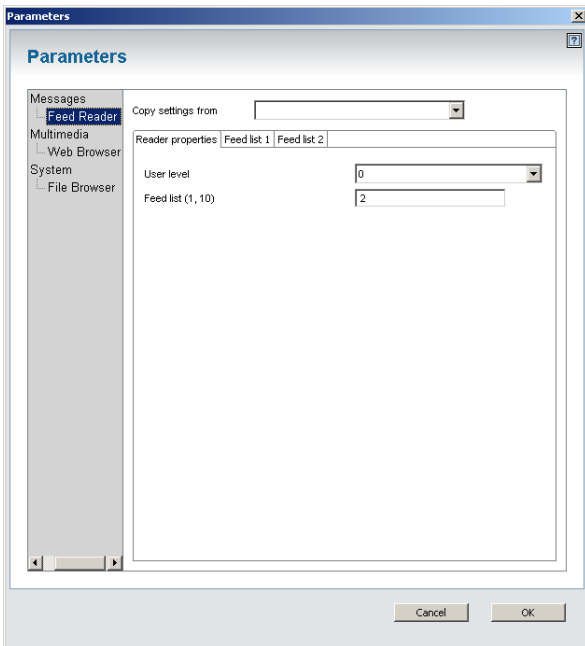 Parameters
Parameters
Messages
Feed Reader
Multimedia
Web Browser
System
File Browser
Copy settings from
Reader properties Feed list 1 Feed list 2
User level 0
Feed list (1, 10) 2
Cancel OK